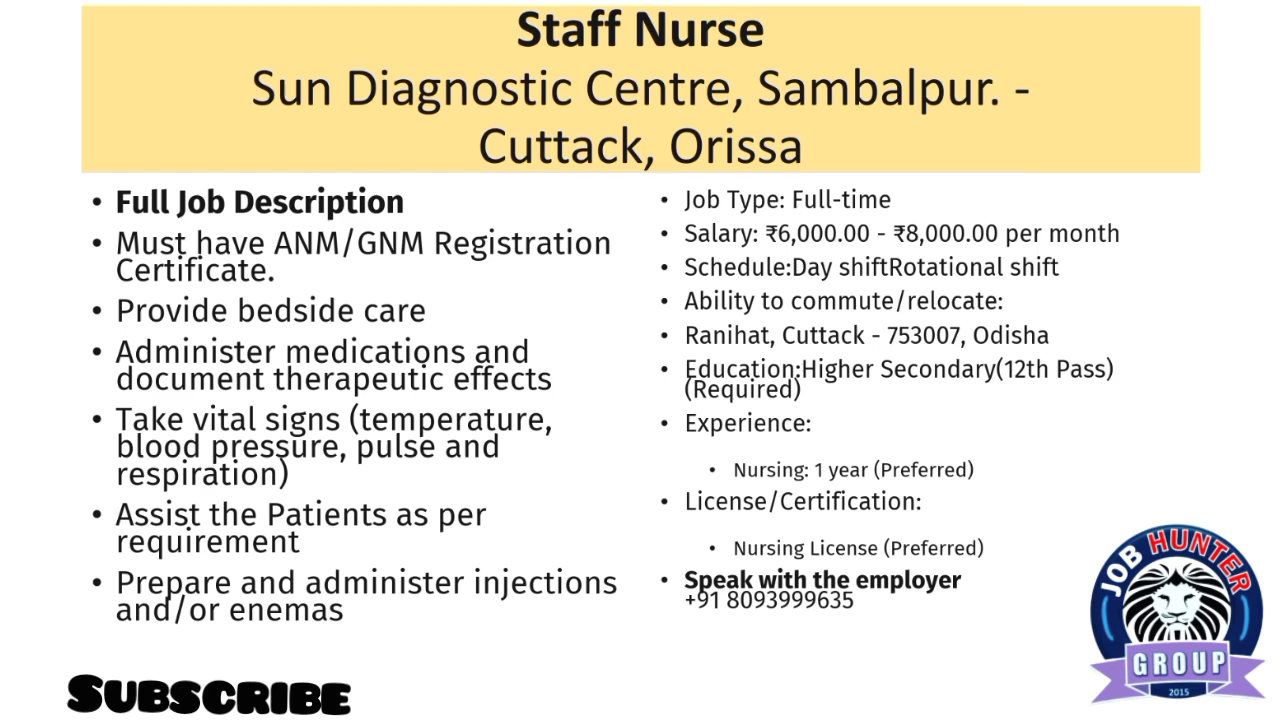 Staff Nurse
Sun Diagnostic Centre, Sambalpur. -
Cuttack, Orissa
• Full Job Description
• Must have ANM/GNM Registration
Certificate.
• Provide bedside care
• Administer medications and
document therapeutic effects
• Take vital signs (temperature,
blood pressure, pulse and
respiration)
• Assist the Patients as per
requirement
• Prepare and administer injections
and/or enemas
• Job Type: Full-time
• Salary: ₹6,000.00 - ₹8,000.00 per month
• Schedule:Day shiftRotational shift
• Ability to commute/relocate:
• Ranihat, Cuttack - 753007, Odisha
• Education:Higher Secondary(12th Pass)
(Required)
• Experience:
• Nursing: 1 year (Preferred)
• License/Certification:
• Nursing License (Preferred)
• Speak with the employer
+91 8093999635
JOB HUNTER
GROUP
2015
SUBSCRIBE